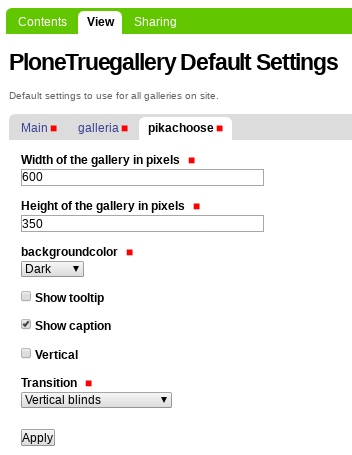 Contents View Sharing
PloneTruegallery Default Settings
Default settings to use for all galleries on site.
Main galleria pikachoose
Width of the gallery in pixels
600
Height of the gallery in pixels
350
backgroundcolor
Dark
Show tooltip
Show caption
Vertical
Transition
Vertical blinds
Apply